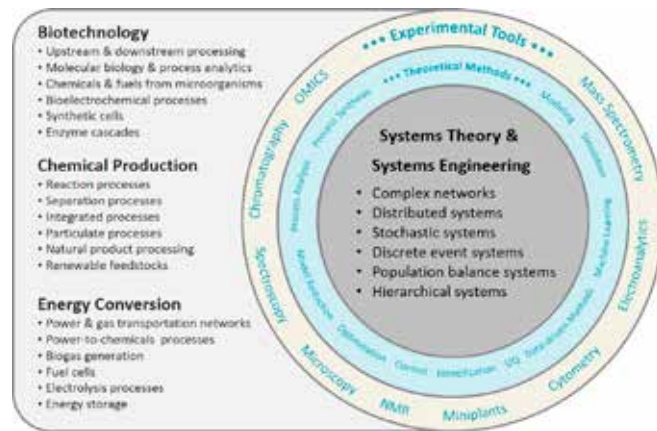 Biotechnology
• Upstream & downstream processing
• Molecular biology & process analytics
• Chemicals & fuels from microorganisms
• Bioelectrochemical processes
• Synthetic cells
• Enzyme cascades
Chemical Production
• Reaction processes
• Separation processes
• Integrated processes
• Particulate processes
• Natural product processing
• Renewable feedstocks
Energy Conversion
• Power & gas transportation networks
• Power-to-chemicals processes
• Biogas generation
• Fuel cells
• Electrolysis processes
• Energy storage
••• Experimental Tools •••
Mass Spectrometry
Electroanalytics
Cytometry
Miniplants
NMR
Microscopy
Spectroscopy
Chromatography
OMICS
••• Theoretical Methods •••
Modeling
Simulation
Machine Learning
Data-driven Methods
UQ
Identification
Control
Optimization
Model Reduction
Process Analysis
Process Synthesis
Systems Theory &
Systems Engineering
• Complex networks
• Distributed systems
• Stochastic systems
• Discrete event systems
• Population balance systems
• Hierarchical systems